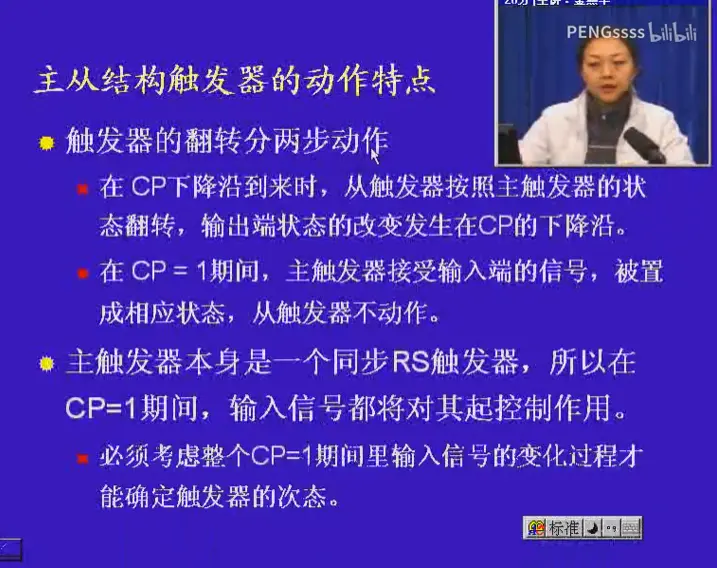 PENGssss bilibili
主从结构触发器的动作特点
触发器的翻转分两步动作
在 CP下降沿到来时，从触发器按照主触发器的状
态翻转，输出端状态的改变发生在CP的下降沿。
在 CP = 1期间，主触发器接受输入端的信号，被置
成相应状态，从触发器不动作。
主触发器本身是一个同步RS触发器，所以在
CP=1期间，输入信号都将对其起控制作用。
必须考虑整个CP=1期间里输入信号的变化过程才
能确定触发器的次态。
标准